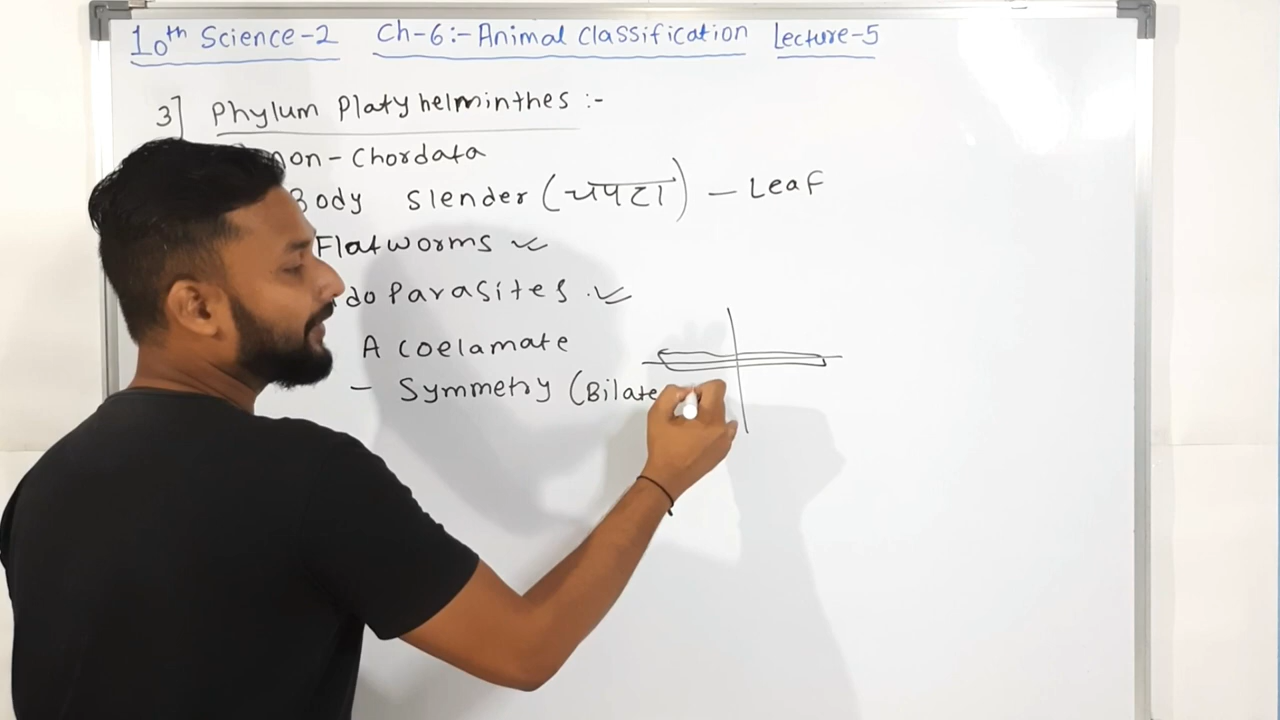 10th Science-2 Ch-6:- Animal Classification Lecture-5
3] Phylum Platyhelminthes :-
non-Chordata
Body Slender (चपटा) - Leaf
Flatworms
do Parasites.
A coelamate
- Symmetry (Bilate